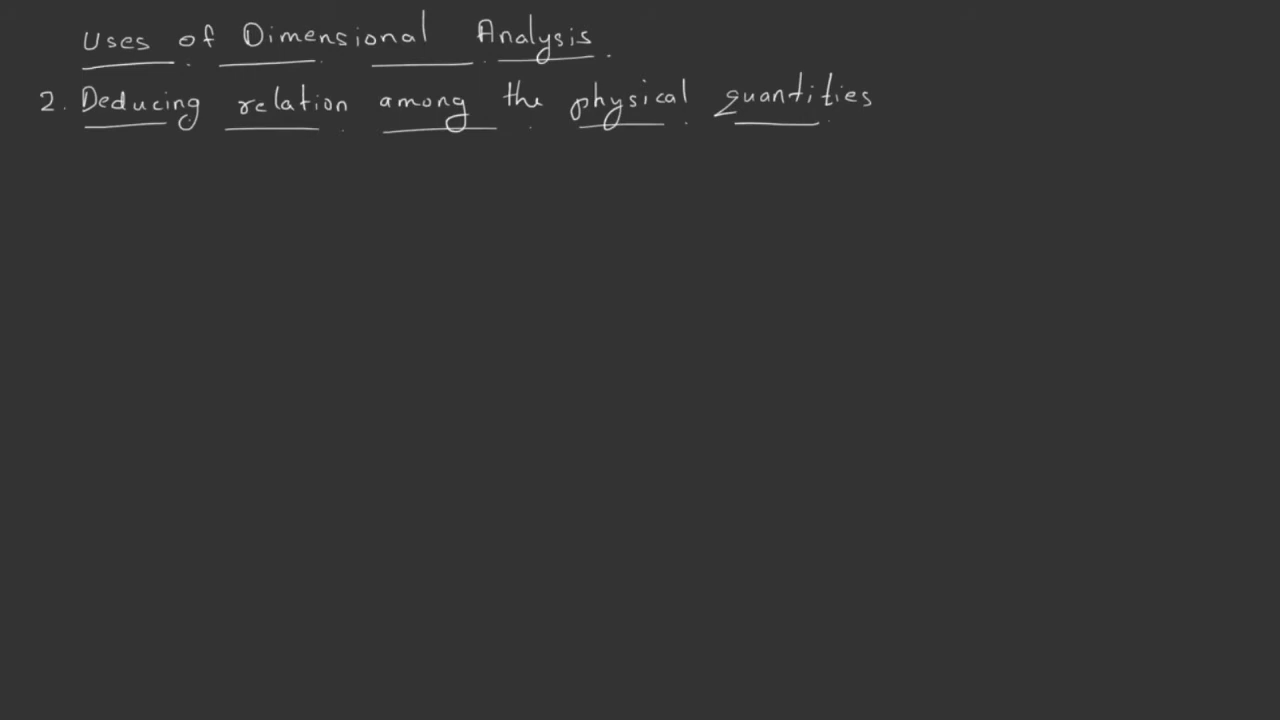 Uses of Dimensional Analysis.
2. Deducing relation among the physical quantities